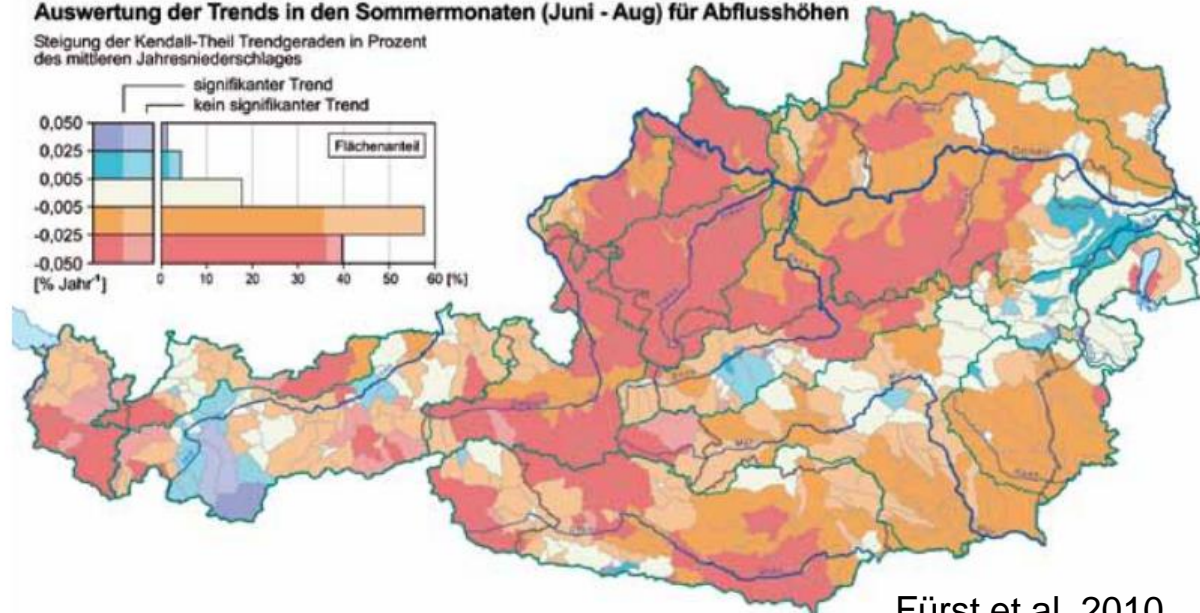 Auswertung der Trends in den Sommermonaten (Juni - Aug) für Abflusshöhen
Steigung der Kendall-Theil Trendgeraden in Prozent
des mittleren Jahresniederschlages
signifikanter Trend
kein signifikanter Trend
Flächenanteil
0,050
0,025
0,005
-0,005
-0,025
-0,050
[% Jahr⁻¹]
0 10 20 30 40 50 60 [%]
Donau
Mur
Fürst et al. 2010